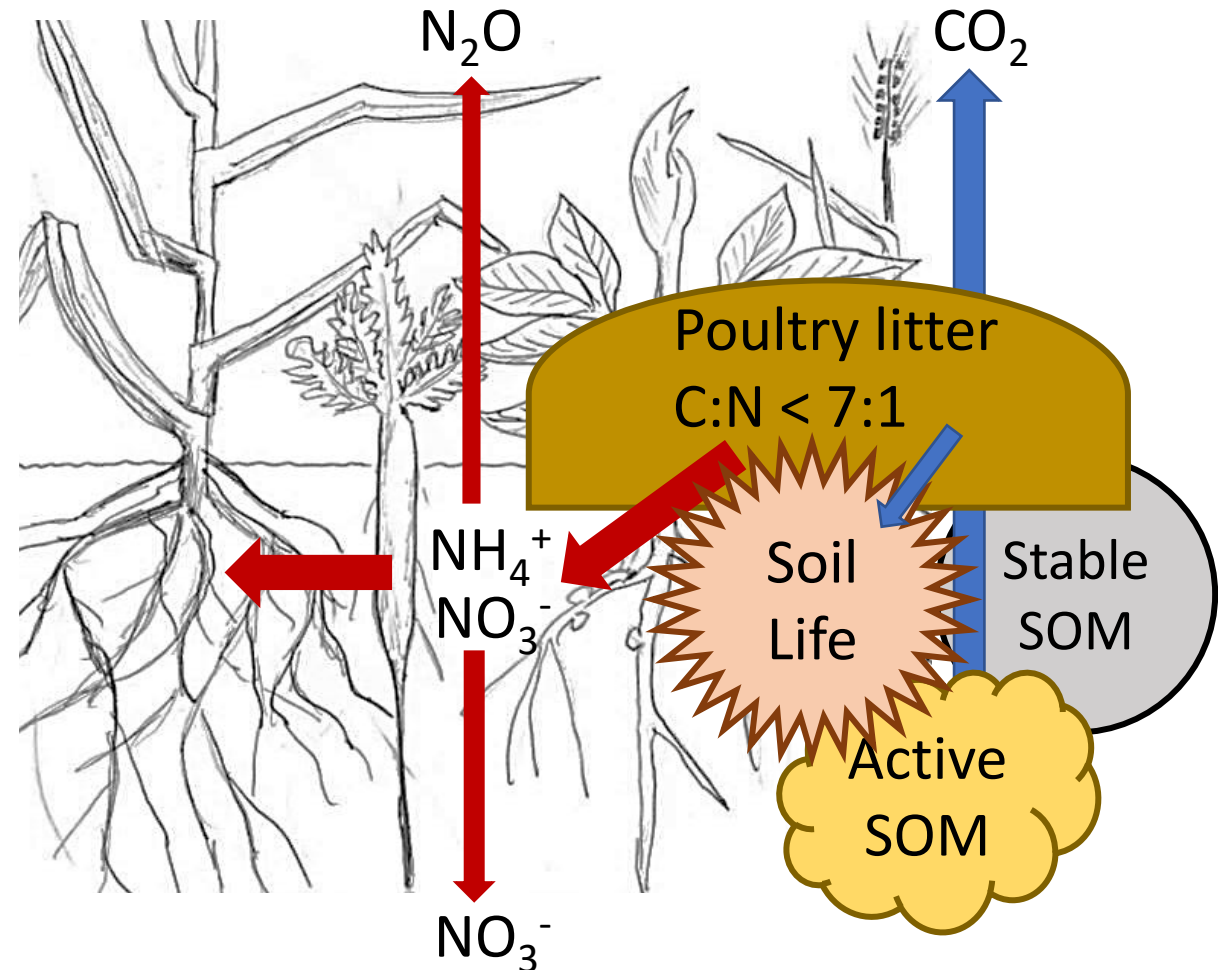 N₂O
CO₂
Poultry litter
C:N < 7:1
NH₄⁺
NO₃⁻
Soil
Life
Stable
SOM
Active
SOM
NO₃⁻